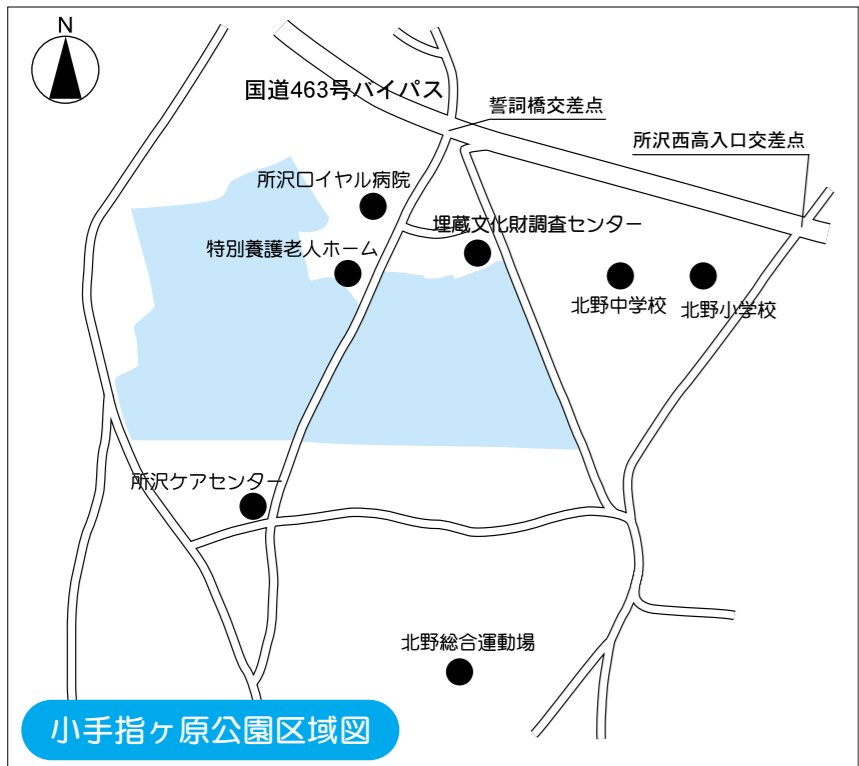 N
国道463号バイパス
誓詞橋交差点
所沢西高入口交差点
所沢ロイヤル病院
埋蔵文化財調査センター
特別養護老人ホーム
北野中学校
北野小学校
所沢ケアセンター
北野総合運動場
小手指ヶ原公園区域図